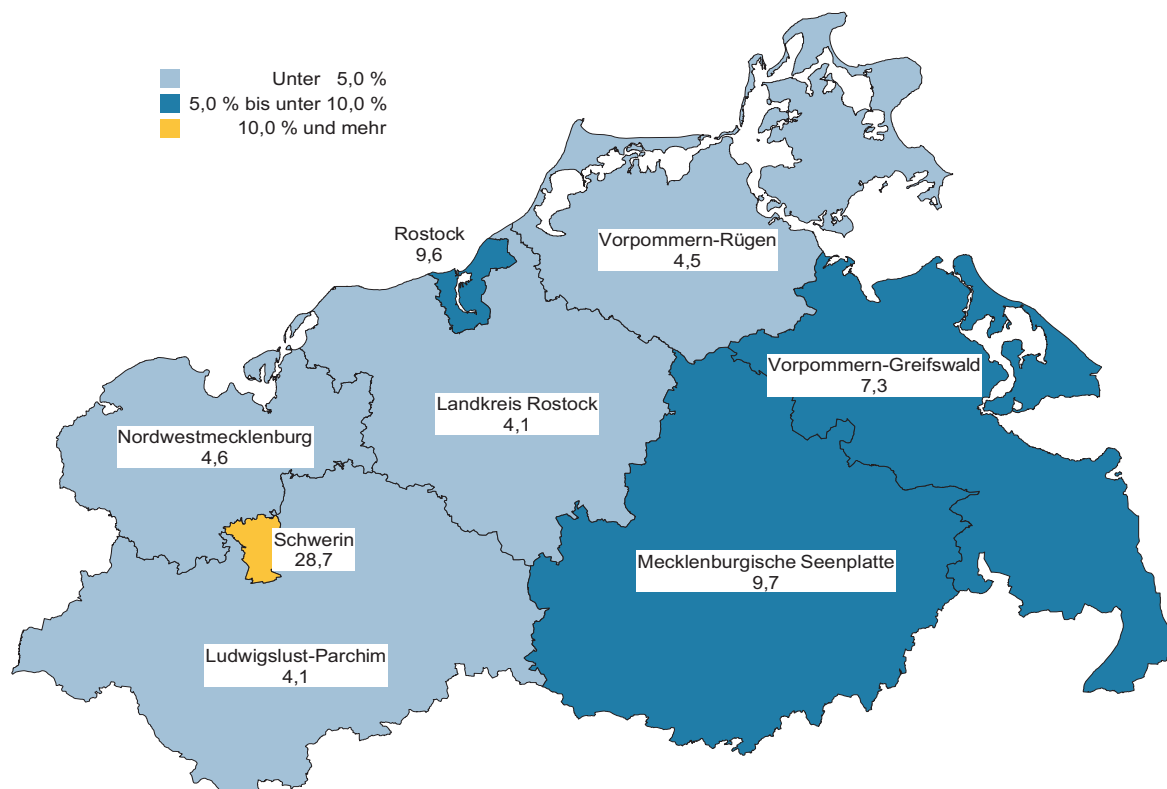 Unter 5,0 %
5,0 % bis unter 10,0 %
10,0 % und mehr
Rostock
9,6
Vorpommern-Rügen
4,5
Vorpommern-Greifswald
7,3
Landkreis Rostock
4,1
Nordwestmecklenburg
4,6
Schwerin
28,7
Mecklenburgische Seenplatte
9,7
Ludwigslust-Parchim
4,1